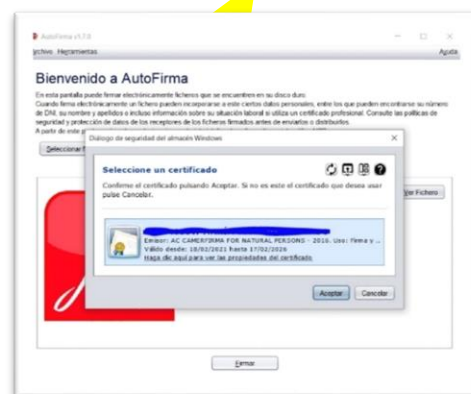 AutoFirma v1.7.0
Archivo Herramientas Ayuda
Bienvenido a AutoFirma
En esta pantalla puede firmar electrónicamente ficheros que se encuentren en su disco duro
Cuando firma electrónicamente un fichero pueden incorporarse a este ciertos datos personales, entre los que pueden encontrarse su número
de DNI, su nombre y apellidos e incluso información sobre su situación laboral si utiliza un certificado profesional. Consulte las políticas de
seguridad y protección de datos de los receptores de los ficheros firmados antes de enviarlos o distribuirlos
A partir de este
Diálogo de seguridad del almacén Windows
Seleccionar
Seleccione un certificado
Confirme el certificado pulsando Aceptar. Si no es este el certificado que desea usar
pulse Cancelar.
Ver Fichero
Emisor: AC CAMERFIRMA FOR NATURAL PERSONS - 2016. Uso: Firma y ...
Válido desde: 18/02/2021 hasta 17/02/2026
Haga clic aquí para ver las propiedades del certificado
Aceptar Cancelar
Firmar